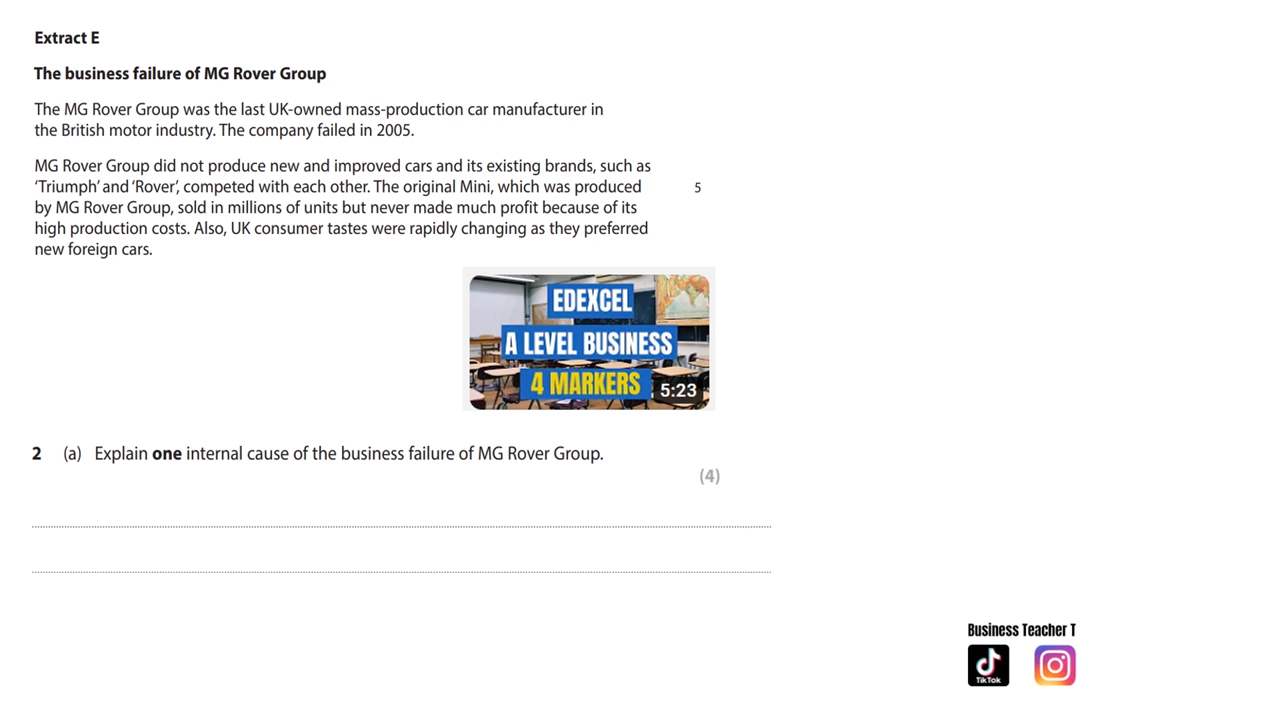 Extract E
The business failure of MG Rover Group
The MG Rover Group was the last UK-owned mass-production car manufacturer in
the British motor industry. The company failed in 2005.
MG Rover Group did not produce new and improved cars and its existing brands, such as
‘Triumph’ and ‘Rover’, competed with each other. The original Mini, which was produced 5
by MG Rover Group, sold in millions of units but never made much profit because of its
high production costs. Also, UK consumer tastes were rapidly changing as they preferred
new foreign cars.
EDEXCEL
A LEVEL BUSINESS
4 MARKERS
5:23
2 (a) Explain one internal cause of the business failure of MG Rover Group.
(4)
Business Teacher T
TikTok